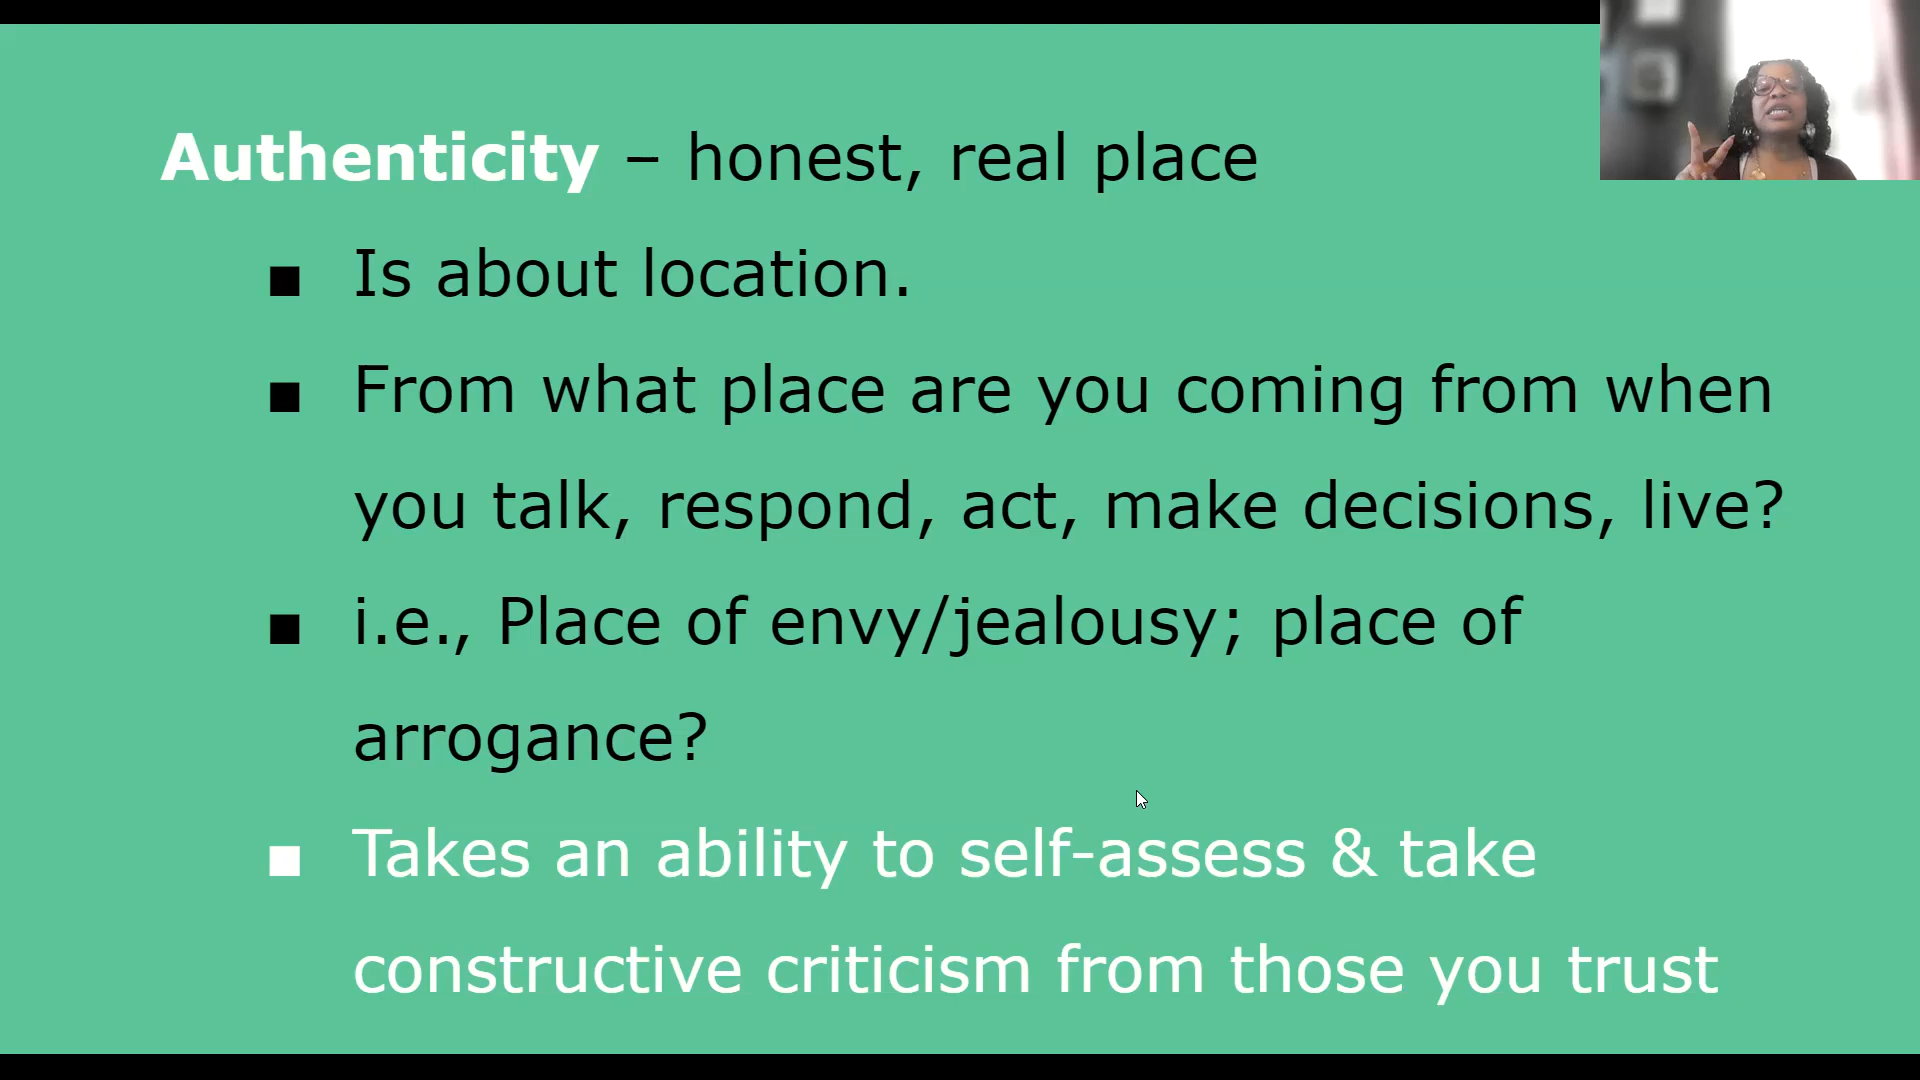 Authenticity – honest, real place
▪ Is about location.
▪ From what place are you coming from when
you talk, respond, act, make decisions, live?
▪ i.e., Place of envy/jealousy; place of
arrogance?
▪ Takes an ability to self-assess & take
constructive criticism from those you trust